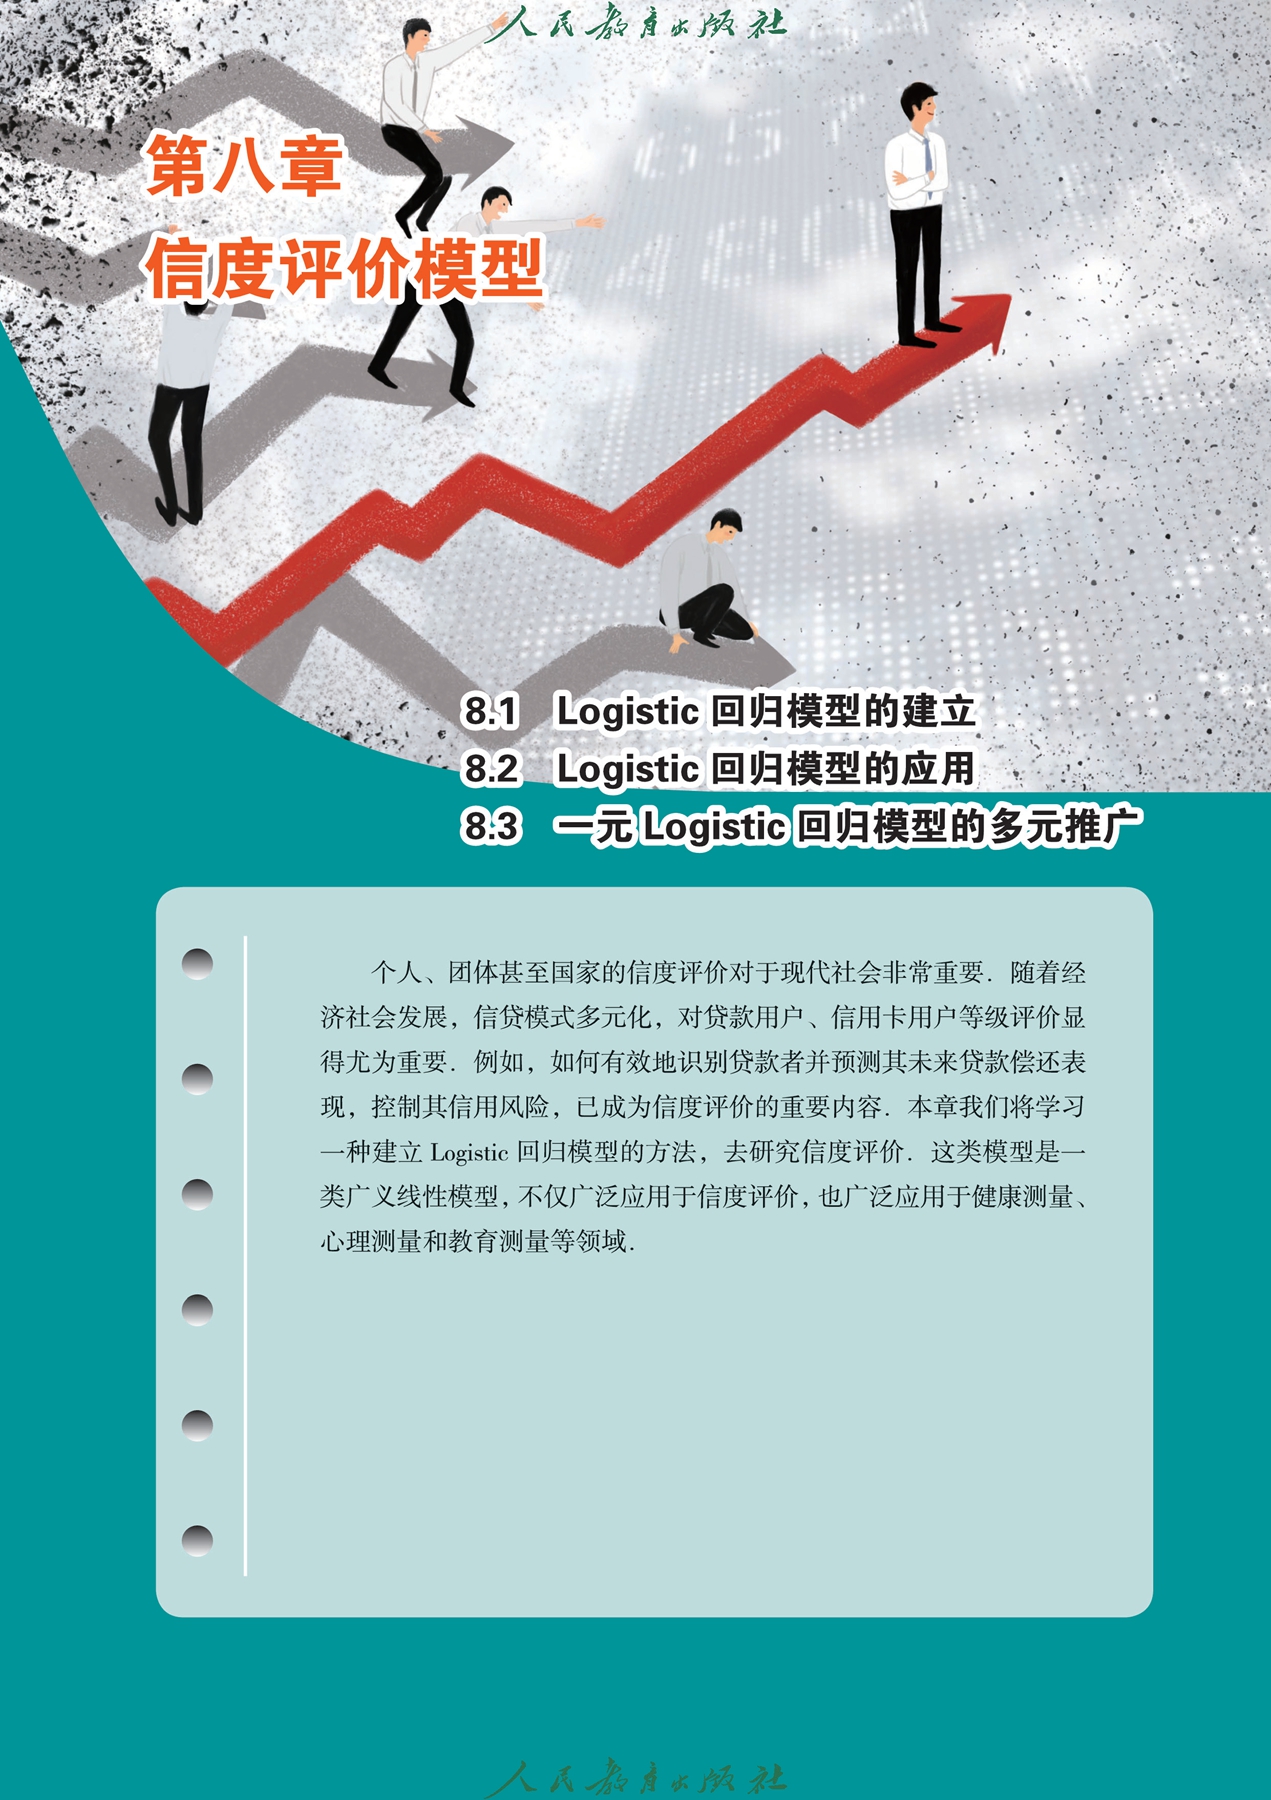 人民教育出版社
第八章
信度评价模型
8.1 Logistic 回归模型的建立
8.2 Logistic 回归模型的应用
8.3 一元 Logistic 回归模型的多元推广
个人、团体甚至国家的信度评价对于现代社会非常重要．随着经
济社会发展，信贷模式多元化，对贷款用户、信用卡用户等级评价显
得尤为重要．例如，如何有效地识别贷款者并预测其未来贷款偿还表
现，控制其信用风险，已成为信度评价的重要内容．本章我们将学习
一种建立 Logistic 回归模型的方法，去研究信度评价．这类模型是一
类广义线性模型，不仅广泛应用于信度评价，也广泛应用于健康测量、
心理测量和教育测量等领域．
人民教育出版社